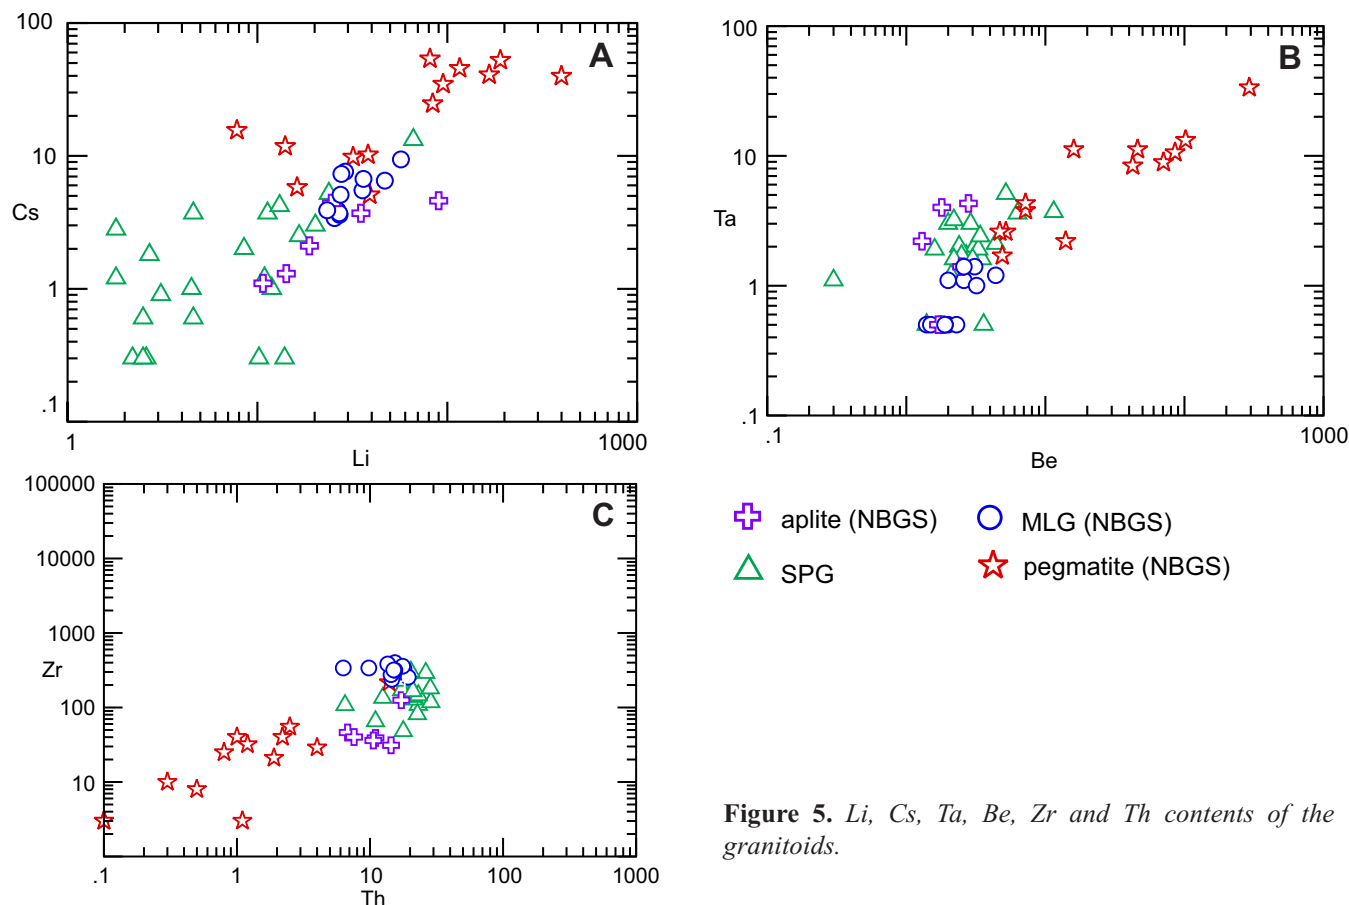 100
A
10
Cs
1
.1
1
1000
Li
100
B
10
Ta
1
.1
.1
10
1000
Be
100000
C
10000
1000
Zr
100
10
.1
1
10
100
1000
Th
aplite (NBGS)
MLG (NBGS)
SPG
pegmatite (NBGS)
Figure 5. Li, Cs, Ta, Be, Zr and Th contents of the
granitoids.